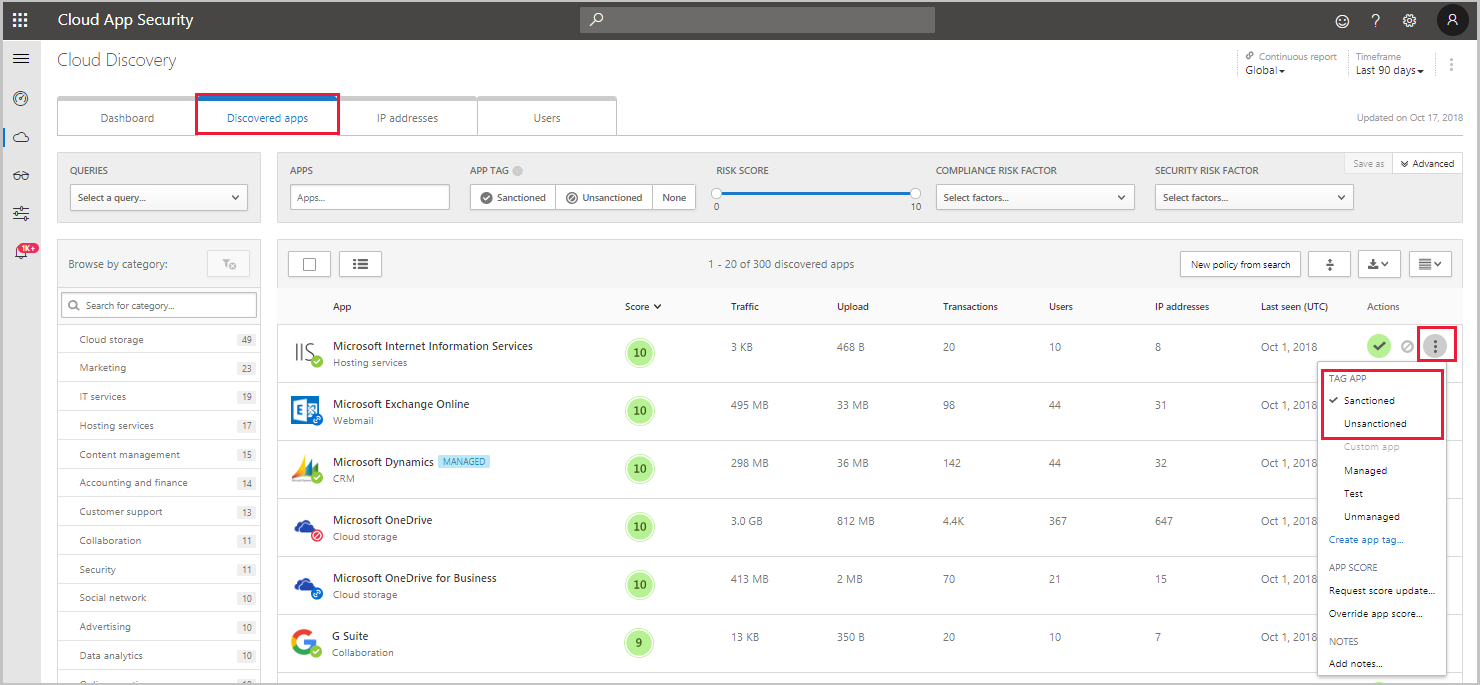 Cloud App Security
Cloud Discovery
Continuous report
Global
Timeframe
Last 90 days
Dashboard
Discovered apps
IP addresses
Users
Updated on Oct 17, 2018
1K+
QUERIES
Select a query...
APPS
Apps...
APP TAG
Sanctioned
Unsanctioned
None
RISK SCORE
0
10
COMPLIANCE RISK FACTOR
Select factors...
SECURITY RISK FACTOR
Select factors...
Save as
Advanced
Browse by category:
Search for category...
Cloud storage 49
Marketing 23
IT services 19
Hosting services 17
Content management 15
Accounting and finance 14
Customer support 13
Collaboration 11
Security 11
Social network 10
Advertising 10
Data analytics 10
1 - 20 of 300 discovered apps
New policy from search
App Score Traffic Upload Transactions Users IP addresses Last seen (UTC) Actions
IIS
Microsoft Internet Information Services 10 3 KB 468 B 20 10 8 Oct 1, 2018
Hosting services
Microsoft Exchange Online 10 495 MB 33 MB 98 44 31 Oct 1, 2018
Webmail
Microsoft Dynamics MANAGED 10 298 MB 36 MB 142 44 32 Oct 1, 2018
CRM
Microsoft OneDrive 10 3.0 GB 812 MB 4.4K 367 647 Oct 1, 2018
Cloud storage
Microsoft OneDrive for Business 10 413 MB 2 MB 70 21 15 Oct 1, 2018
Cloud storage
G Suite 9 13 KB 350 B 20 10 7 Oct 1, 2018
Collaboration
TAG APP
Sanctioned
Unsanctioned
Custom app
Managed
Test
Unmanaged
Create app tag...
APP SCORE
Request score update...
Override app score...
NOTES
Add notes...